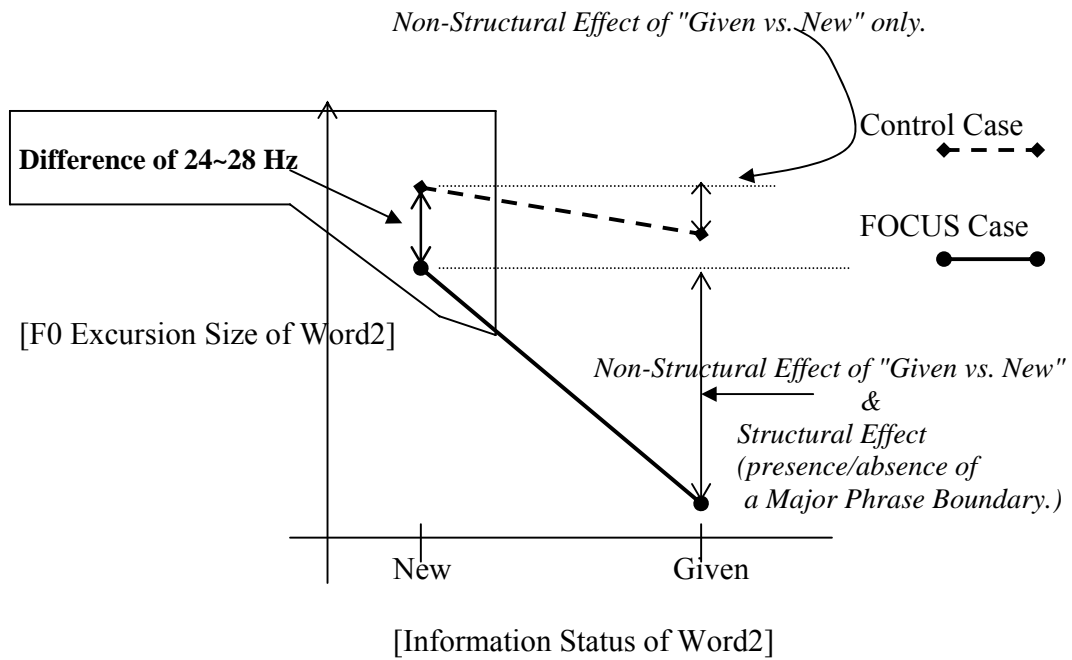 Non-Structural Effect of "Given vs. New" only.
Control Case
Difference of 24~28 Hz
FOCUS Case
[F0 Excursion Size of Word2]
Non-Structural Effect of "Given vs. New"
&
Structural Effect
(presence/absence of
a Major Phrase Boundary.)
New
Given
[Information Status of Word2]